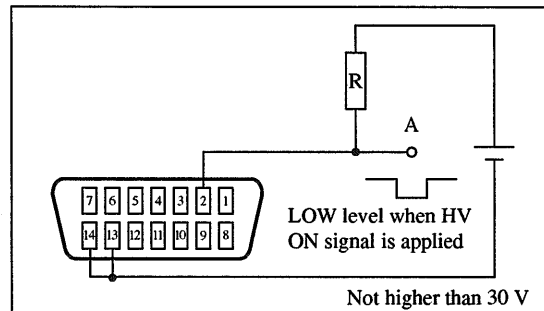 R
A
7 6 5 4 3 2 1
14 13 12 11 10 9 8
LOW level when HV
ON signal is applied
Not higher than 30 V